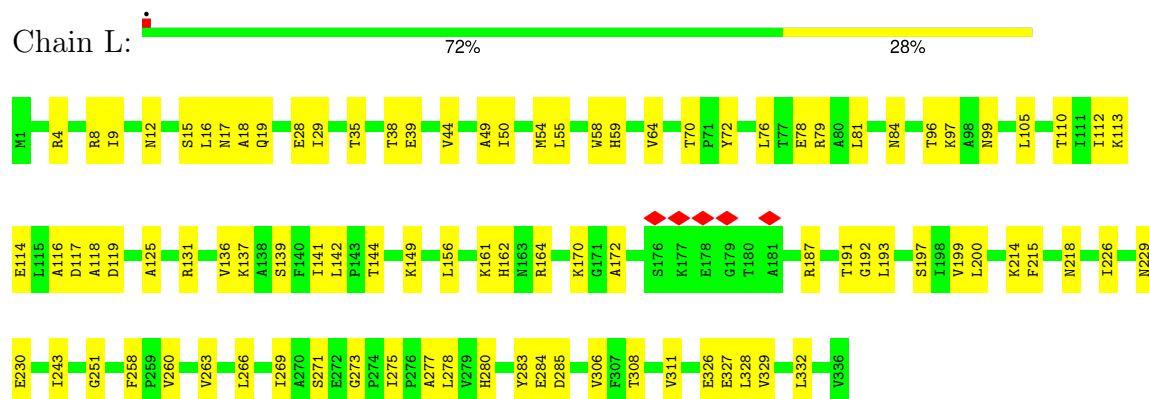 Chain L:
72% 28%
M1 R4 R8 I9 N12 S15 L16 N17 A18 Q19 E28 I29 T35 T38 E39 V44 A49 I50 M54 L55 W58 H59 V64 T70 P71 Y72 L76 T77 E78 R79 A80 L81 N84 T96 K97 A98 N99 L105 T110 I111 I112 K113
E114 L115 A116 D117 A118 D119 A125 R131 V136 K137 A138 S139 F140 I141 L142 P143 T144 K149 L156 K161 H162 N163 R164 K170 G171 A172 S176 K177 E178 G179 T180 A181 R187 T191 G192 L193 S197 I198 V199 L200 K214 F215 N218 I226 N229
E230 I243 G251 F258 P259 V260 V263 L266 I269 A270 S271 E272 G273 P274 I275 P276 A277 L278 V279 H280 Y283 E284 D285 V306 F307 T308 V311 E326 E327 L328 V329 L332 V336